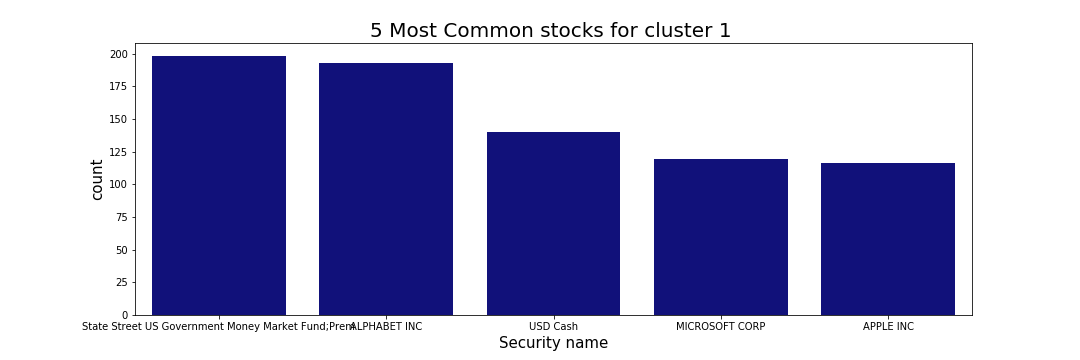 5 Most Common stocks for cluster 1
200
175
150
125
100
75
50
25
0
count
State Street US Government Money Market Fund;Prem ALPHABET INC USD Cash MICROSOFT CORP APPLE INC
Security name